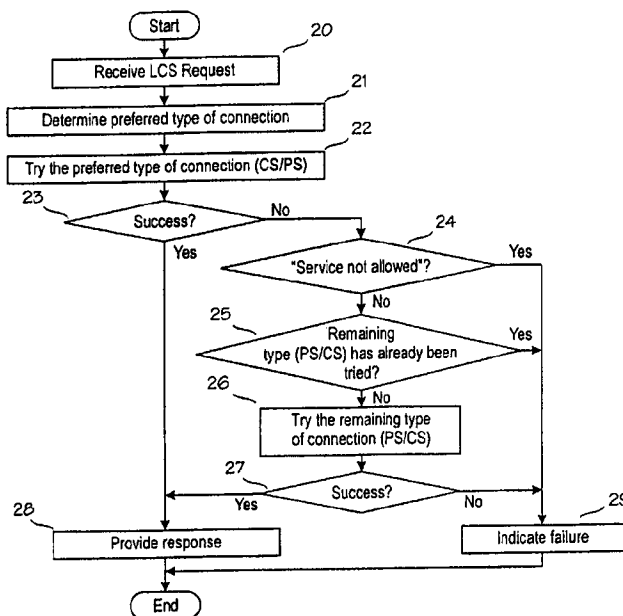 Start
20
Receive LCS Request
21
Determine preferred type of connection
22
Try the preferred type of connection (CS/PS)
23
Success?
No
Yes
24
"Service not allowed"?
Yes
No
25
Remaining
type (PS/CS) has already been
tried?
Yes
No
26
Try the remaining type
of connection (PS/CS)
27
Success?
Yes
No
28
Provide response
29
Indicate failure
End